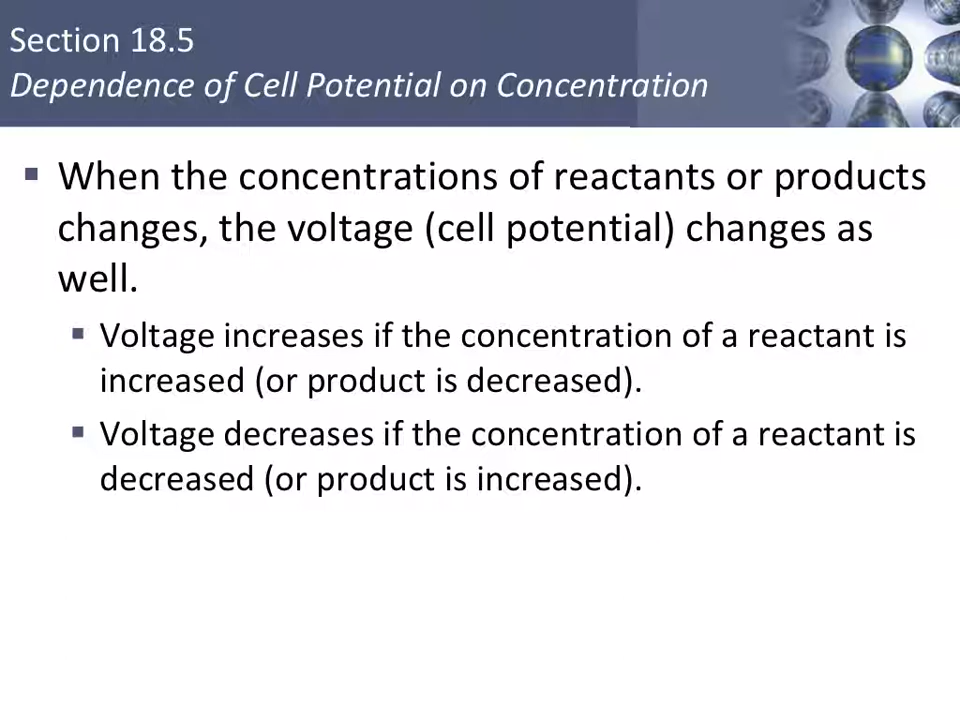 Section 18.5
Dependence of Cell Potential on Concentration
▪ When the concentrations of reactants or products
changes, the voltage (cell potential) changes as
well.
▪ Voltage increases if the concentration of a reactant is
increased (or product is decreased).
▪ Voltage decreases if the concentration of a reactant is
decreased (or product is increased).